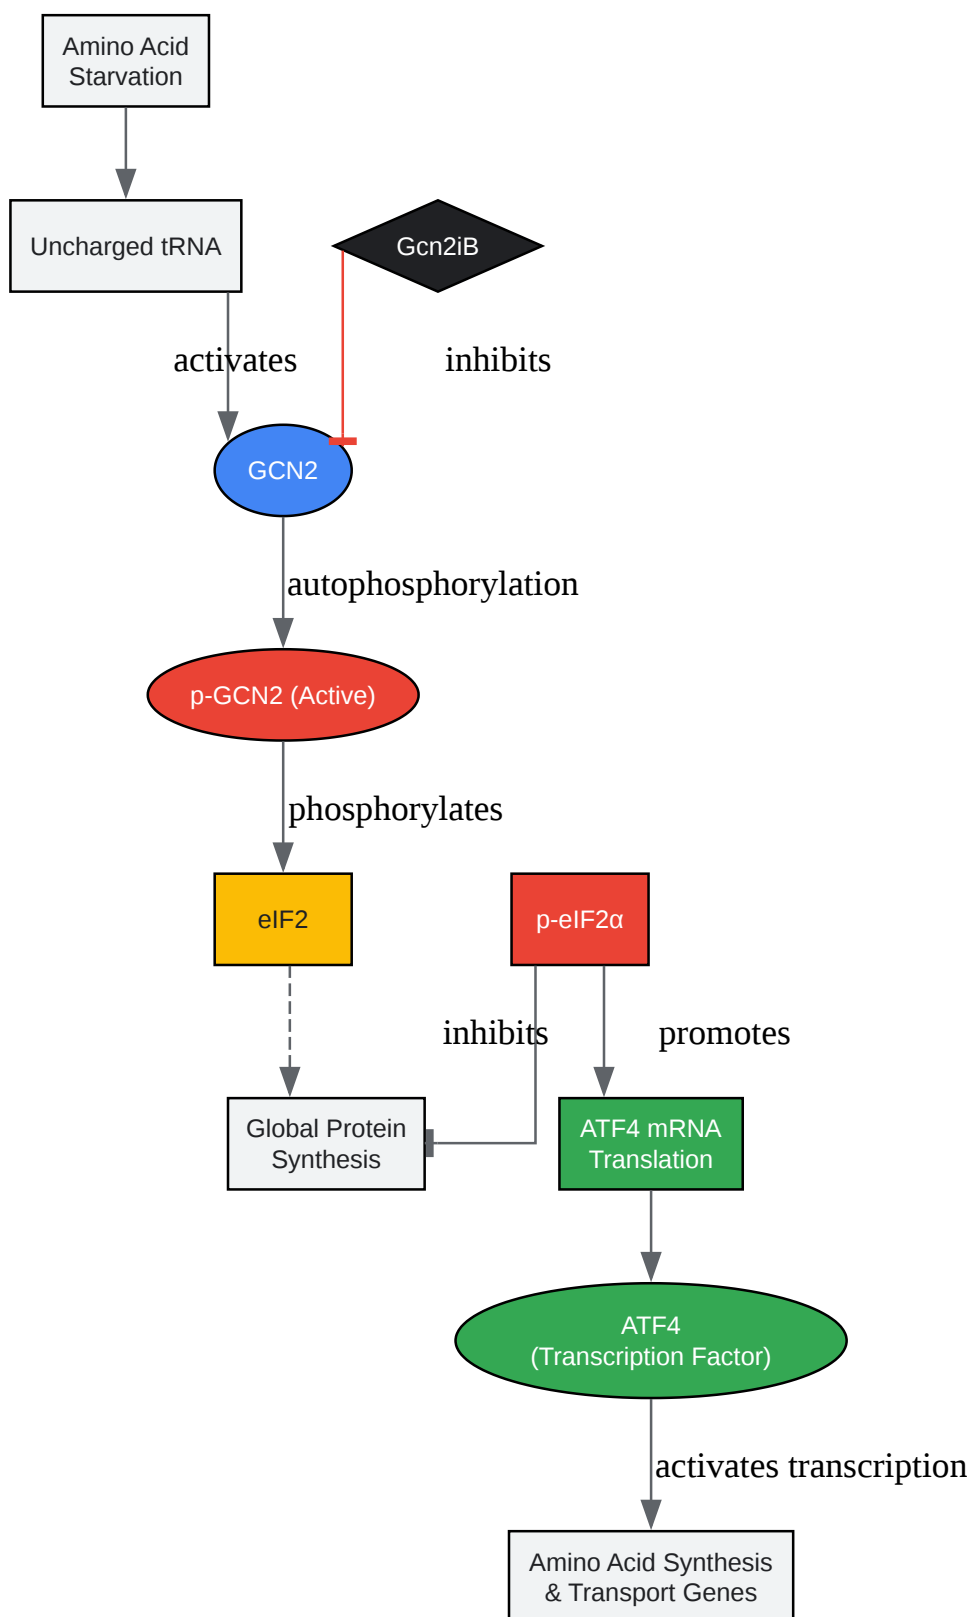 Amino Acid
Starvation
Uncharged tRNA
Gcn2iB
activates
inhibits
GCN2
autophosphorylation
p-GCN2 (Active)
phosphorylates
eIF2
p-eIF2α
inhibits
promotes
Global Protein
Synthesis
ATF4 mRNA
Translation
ATF4
(Transcription Factor)
activates transcription
Amino Acid Synthesis
& Transport Genes